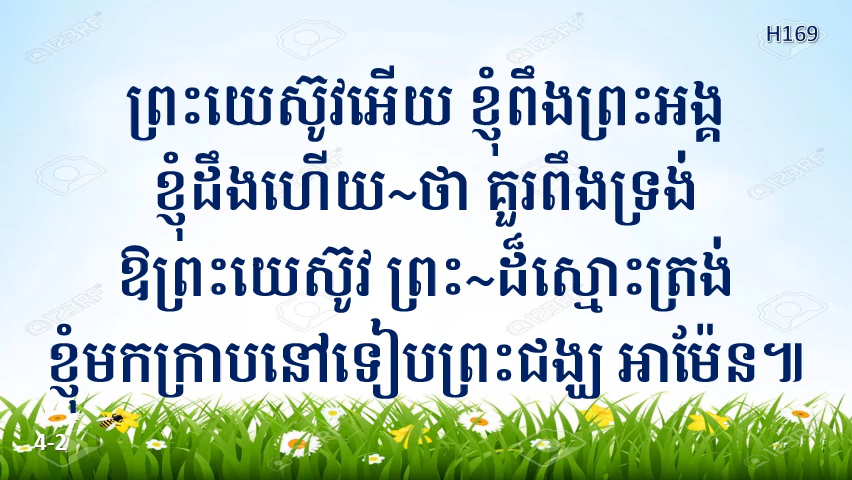 H169
ព្រះយេស៊ូវអើយ ខ្ញុំពឹងព្រះអង្គ
ខ្ញុំដឹងហើយ~ថា គួរពឹងទ្រង់
ឱព្រះយេស៊ូវ ព្រះ~ដ៏ស្មោះត្រង់
ខ្ញុំមកក្រាបនៅទៀបព្រះជង្ឃ អាម៉ែន៕
4-2